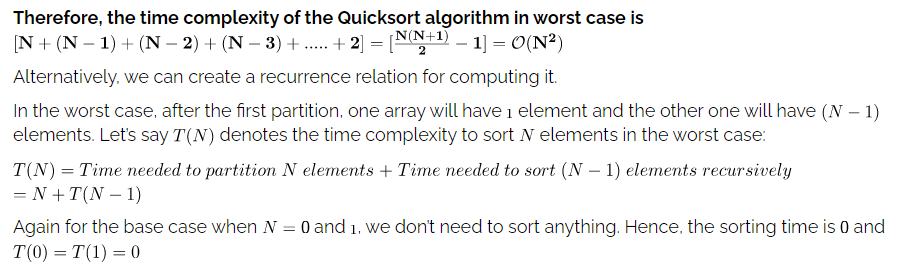 Therefore, the time complexity of the Quicksort algorithm in worst case is
[N + (N – 1) + (N – 2) + (N – 3) + ..... + 2] = [N(N+1)/2 – 1] = O(N²)
Alternatively, we can create a recurrence relation for computing it.
In the worst case, after the first partition, one array will have 1 element and the other one will have (N – 1)
elements. Let's say T(N) denotes the time complexity to sort N elements in the worst case:
T(N) = Time needed to partition N elements + Time needed to sort (N – 1) elements recursively
= N + T(N – 1)
Again for the base case when N = 0 and 1, we don't need to sort anything. Hence, the sorting time is 0 and
T(0) = T(1) = 0